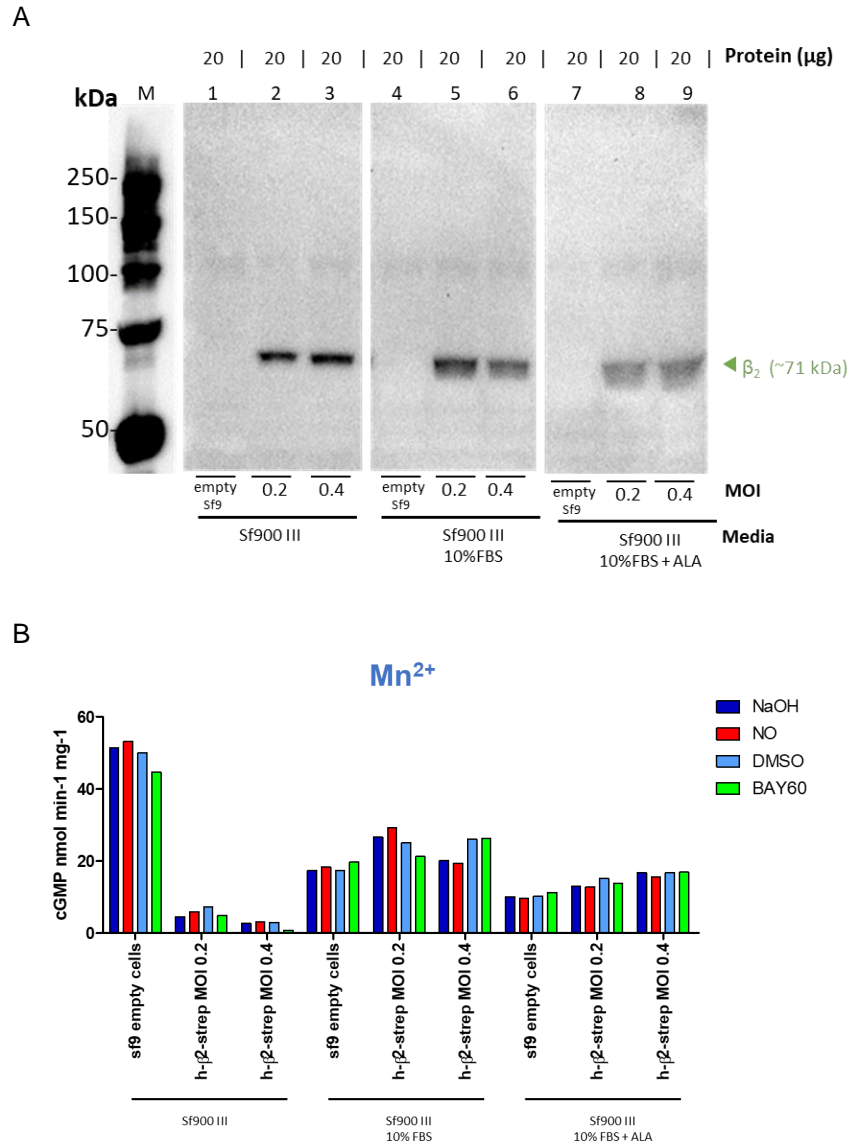 A
20 | 20 | 20 | 20 | 20 | 20 | 20 | 20 | 20 | Protein (µg)
kDa M 1 2 3 4 5 6 7 8 9
250-
150-
100-
75-
β2 (~71 kDa)
50-
empty Sf9 0.2 0.4 empty Sf9 0.2 0.4 empty Sf9 0.2 0.4 MOI
Sf900 III Sf900 III Sf900 III Media
10%FBS 10%FBS + ALA
B
Mn2+
NaOH
NO
DMSO
BAY60
cGMP nmol min-1 mg-1
60
40
20
0
sf9 empty cells
h-β2-strep MOI 0.2
h-β2-strep MOI 0.4
sf9 empty cells
h-β2-strep MOI 0.2
h-β2-strep MOI 0.4
sf9 empty cells
h-β2-strep MOI 0.2
h-β2-strep MOI 0.4
Sf900 III Sf900 III Sf900 III
10% FBS 10% FBS + ALA